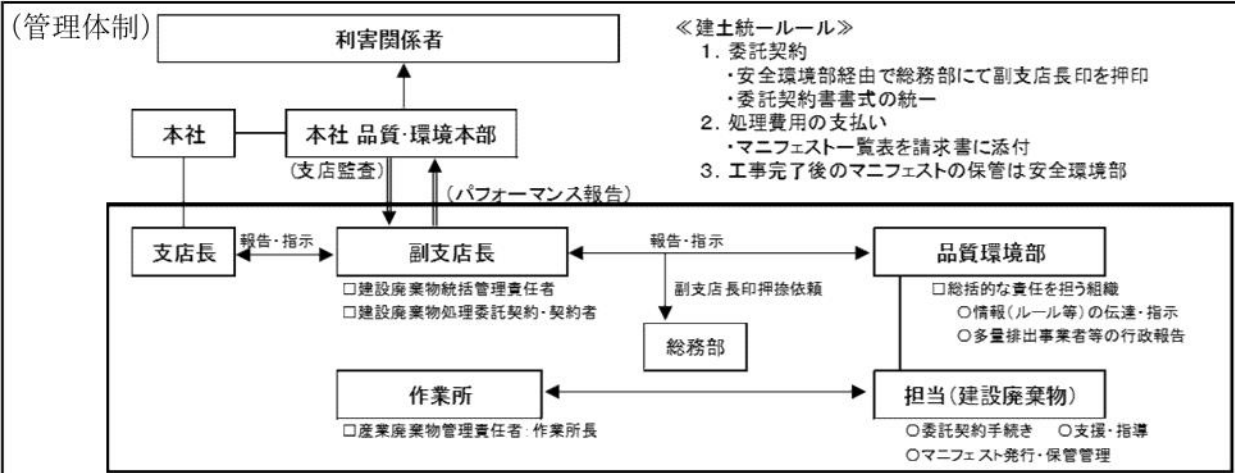 (管理体制)
利害関係者
≪建土統一ルール≫
1. 委託契約
・安全環境部経由で総務部にて副支店長印を押印
・委託契約書書式の統一
2. 処理費用の支払い
・マニフェスト一覧表を請求書に添付
3. 工事完了後のマニフェストの保管は安全環境部
本社
本社 品質・環境本部
(支店監査)
(パフォーマンス報告)
支店長
報告・指示
副支店長
報告・指示
品質環境部
□建設廃棄物統括管理責任者
□建設廃棄物処理委託契約・契約者
副支店長印押捺依頼
□総括的な責任を担う組織
○情報(ルール等)の伝達・指示
○多量排出事業者等の行政報告
総務部
作業所
担当(建設廃棄物)
□産業廃棄物管理責任者:作業所長
○委託契約手続き ○支援・指導
○マニフェスト発行・保管管理